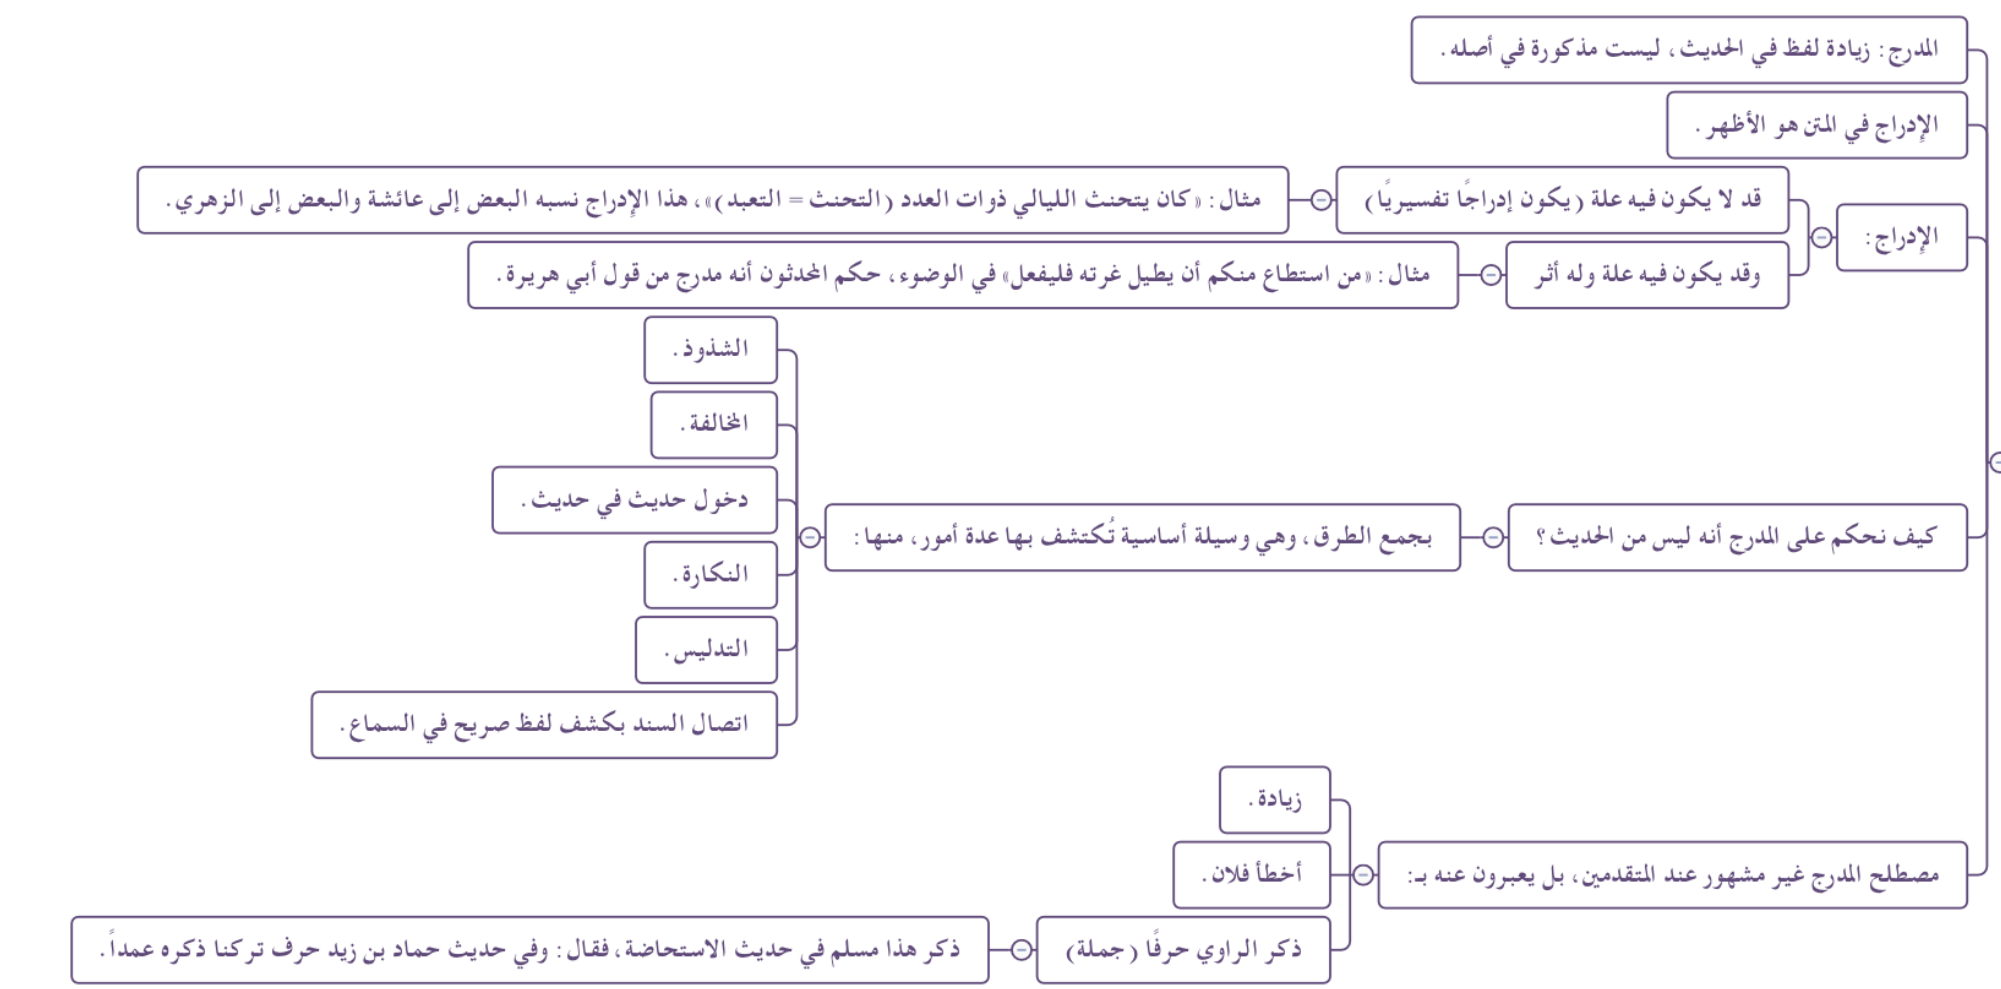 المدرج: زيادة لفظ في الحديث، ليست مذكورة في أصله.
الإدراج في المتن هو الأظهر.
الإدراج:
قد لا يكون فيه علة (يكون إدراجًا تفسيريًا)
مثال: «كان يتحنث الليالي ذوات العدد (التحنث = التعبد)»، هذا الإدراج نسبه البعض إلى عائشة والبعض إلى الزهري.
وقد يكون فيه علة وله أثر
مثال: «من استطاع منكم أن يطيل غرته فليفعل» في الوضوء، حكم المحدثون أنه مدرج من قول أبي هريرة.
كيف نحكم على المدرج أنه ليس من الحديث؟
بجمع الطرق، وهي وسيلة أساسية تُكتشف بها عدة أمور، منها:
الشذوذ.
المخالفة.
دخول حديث في حديث.
النكارة.
التدليس.
اتصال السند بكشف لفظ صريح في السماع.
مصطلح المدرج غير مشهور عند المتقدمين، بل يعبرون عنه بـ:
زيادة.
أخطأ فلان.
ذكر الراوي حرفًا (جملة)
ذكر هذا مسلم في حديث الاستحاضة، فقال: وفي حديث حماد بن زيد حرف تركنا ذكره عمداً.